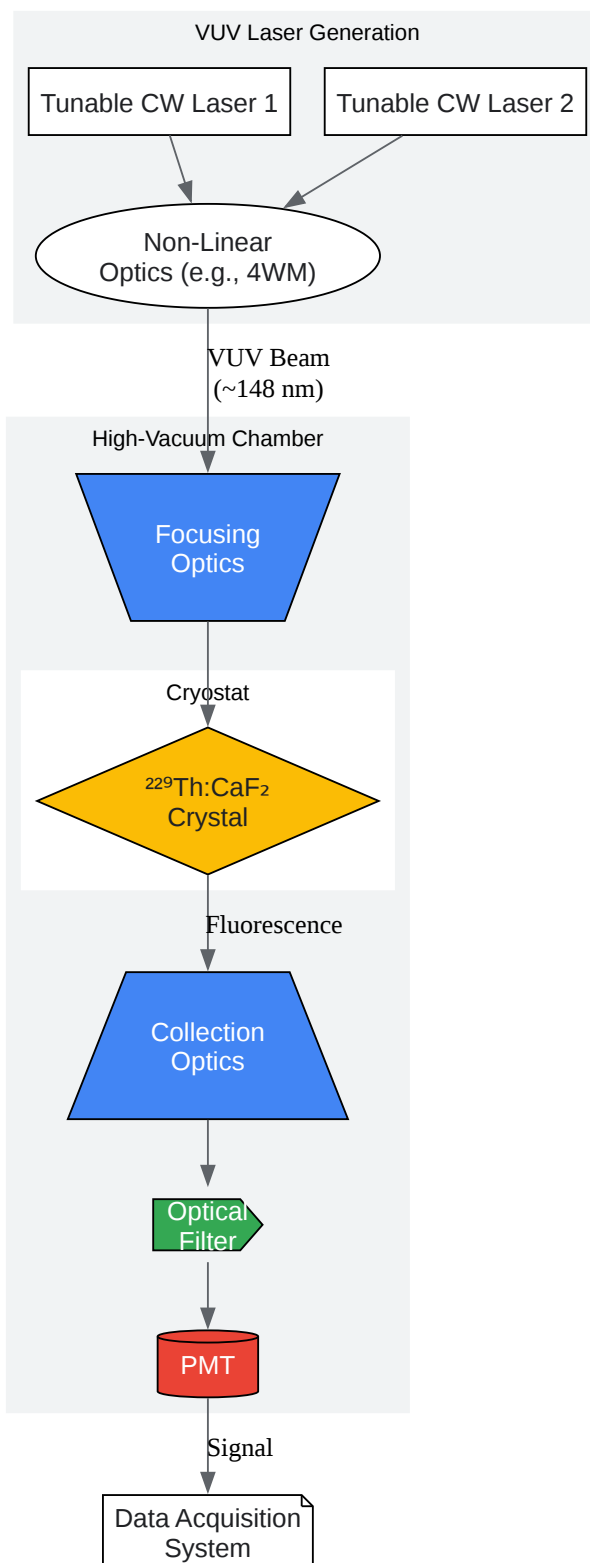 VUV Laser Generation
Tunable CW Laser 1
Tunable CW Laser 2
Non-Linear
Optics (e.g., 4WM)
VUV Beam
(~148 nm)
High-Vacuum Chamber
Focusing
Optics
Cryostat
²²⁹Th:CaF₂
Crystal
Fluorescence
Collection
Optics
Optical
Filter
PMT
Signal
Data Acquisition
System